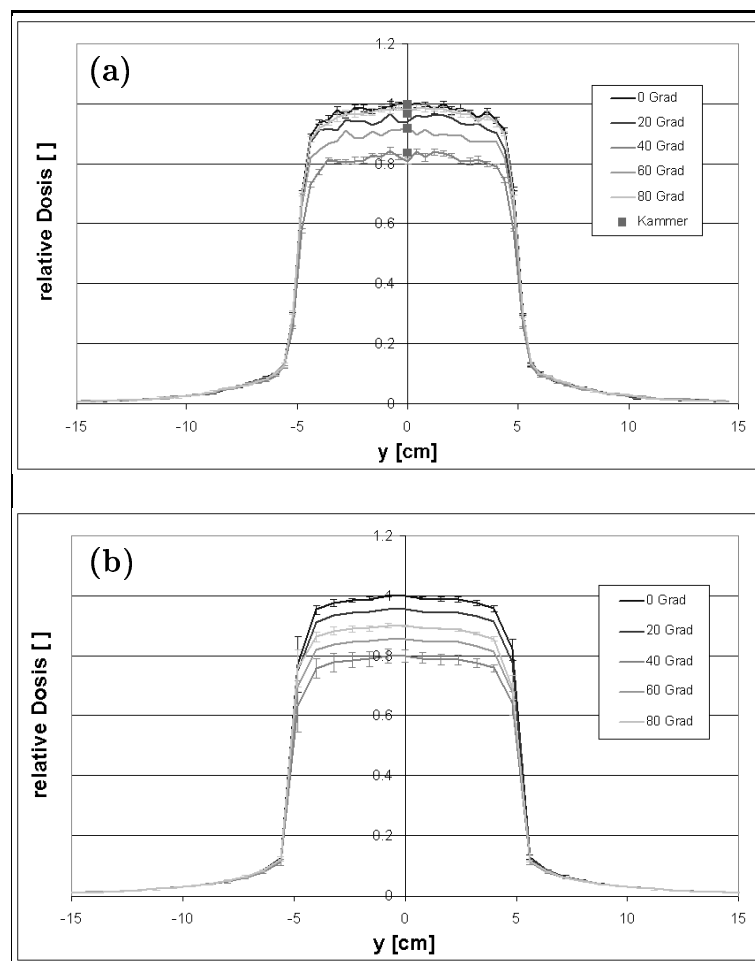 (a)
1.2
1
0.8
0.6
0.4
0.2
0
-15 -10 -5 0 5 10 15
y [cm]
relative Dosis [ ]
0 Grad
20 Grad
40 Grad
60 Grad
80 Grad
Kammer
(b)
1.2
1
0.8
0.6
0.4
0.2
0
-15 -10 -5 0 5 10 15
y [cm]
relative Dosis [ ]
0 Grad
20 Grad
40 Grad
60 Grad
80 Grad